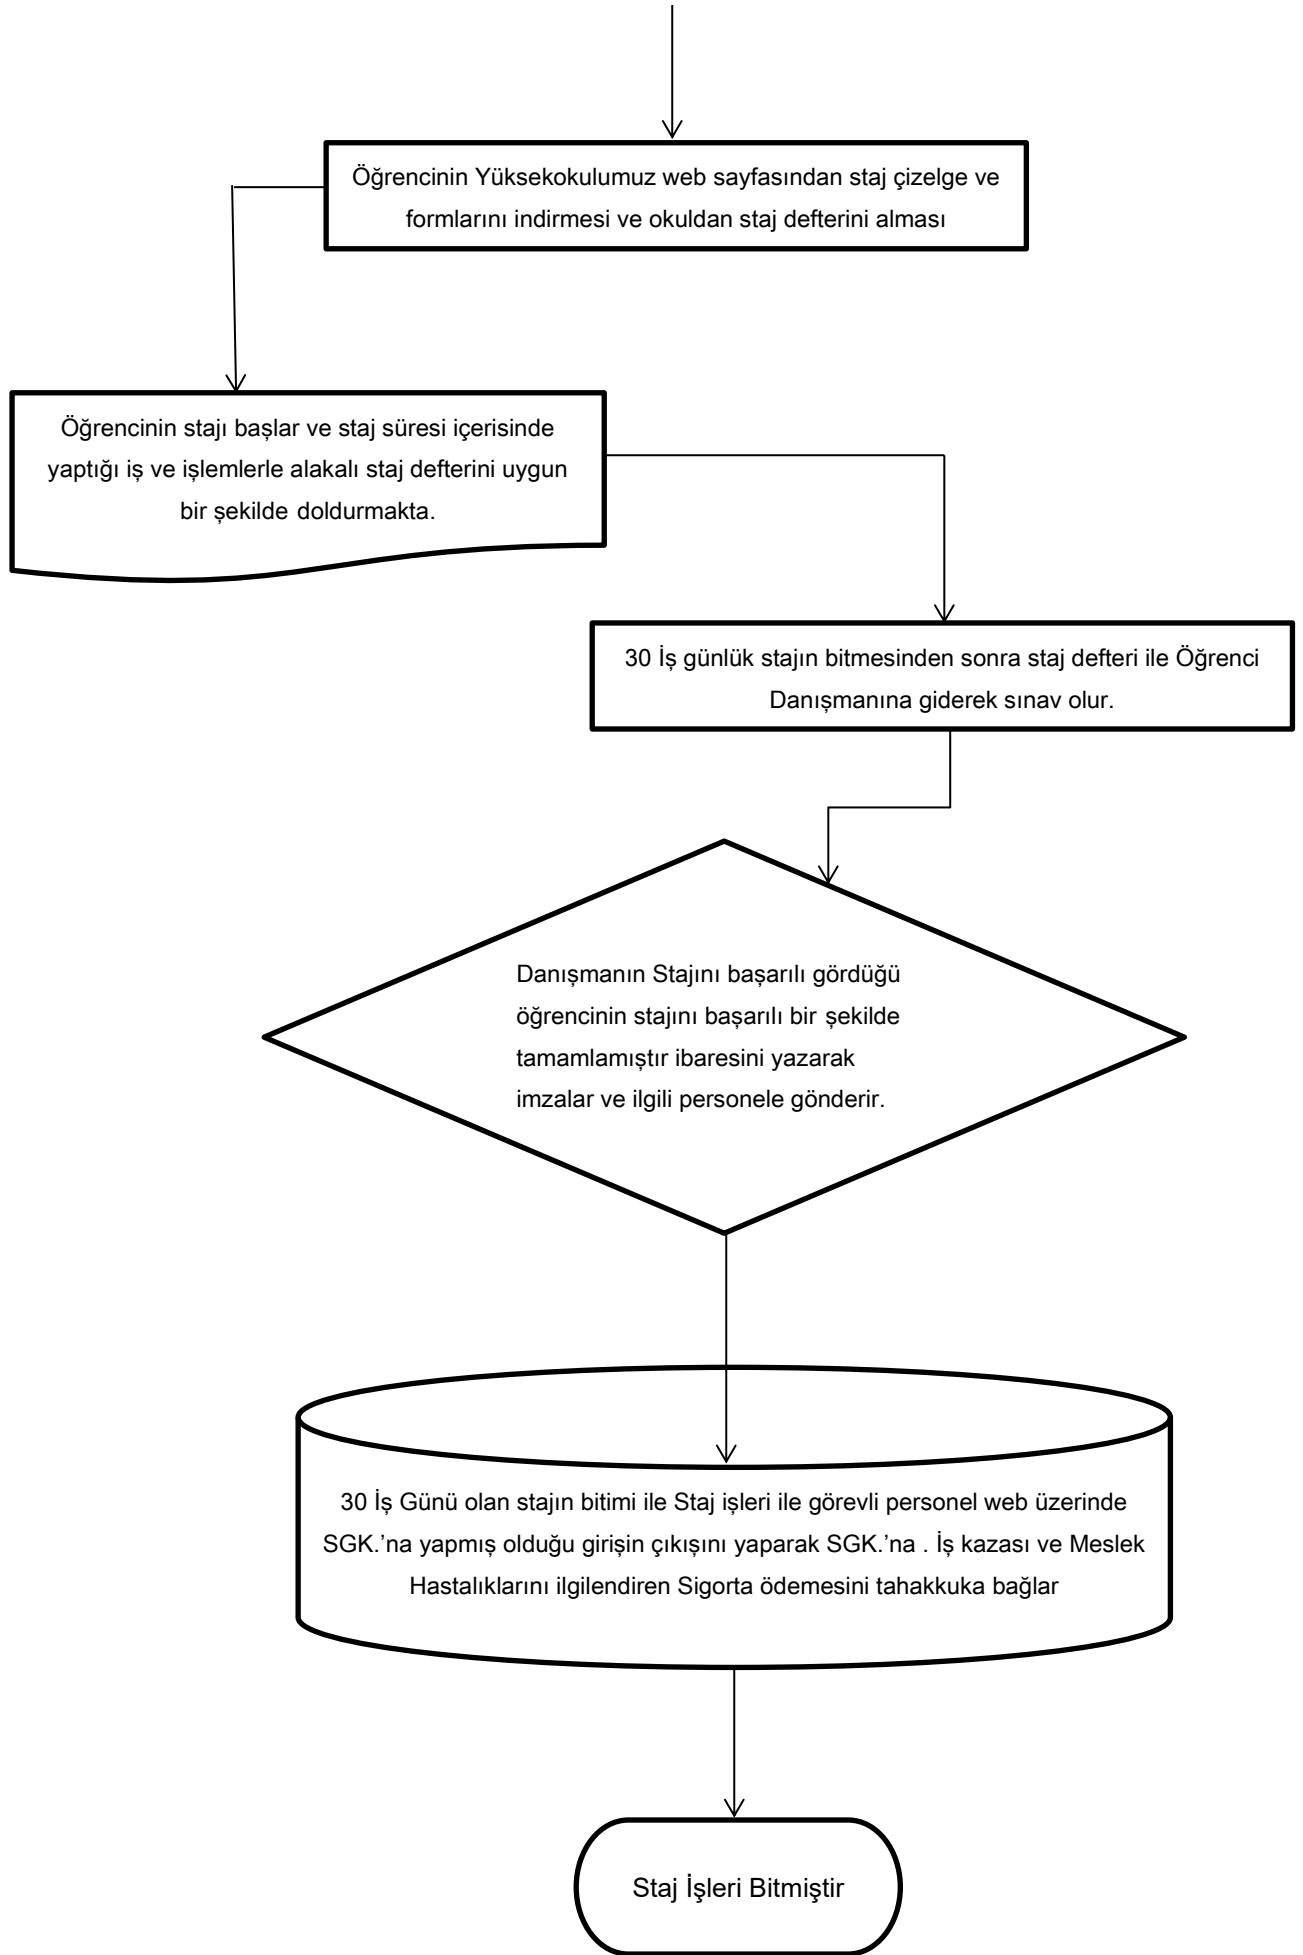 Öğrencinin Yüksekokulumuz web sayfasından staj çizelge ve
formlarını indirmesi ve okuldan staj defterini alması
Öğrencinin stajı başlar ve staj süresi içerisinde
yaptığı iş ve işlemlerle alakalı staj defterini uygun
bir şekilde doldurmakta.
30 İş günlük stajın bitmesinden sonra staj defteri ile Öğrenci
Danışmanına giderek sınav olur.
Danışmanın Stajını başarılı gördüğü
öğrencinin stajını başarılı bir şekilde
tamamlamıştır ibaresini yazarak
imzalar ve ilgili personele gönderir.
30 İş Günü olan stajın bitimi ile Staj işleri ile görevli personel web üzerinde
SGK.’na yapmış olduğu girişin çıkışını yaparak SGK.’na . İş kazası ve Meslek
Hastalıklarını ilgilendiren Sigorta ödemesini tahakkuka bağlar
Staj İşleri Bitmiştir